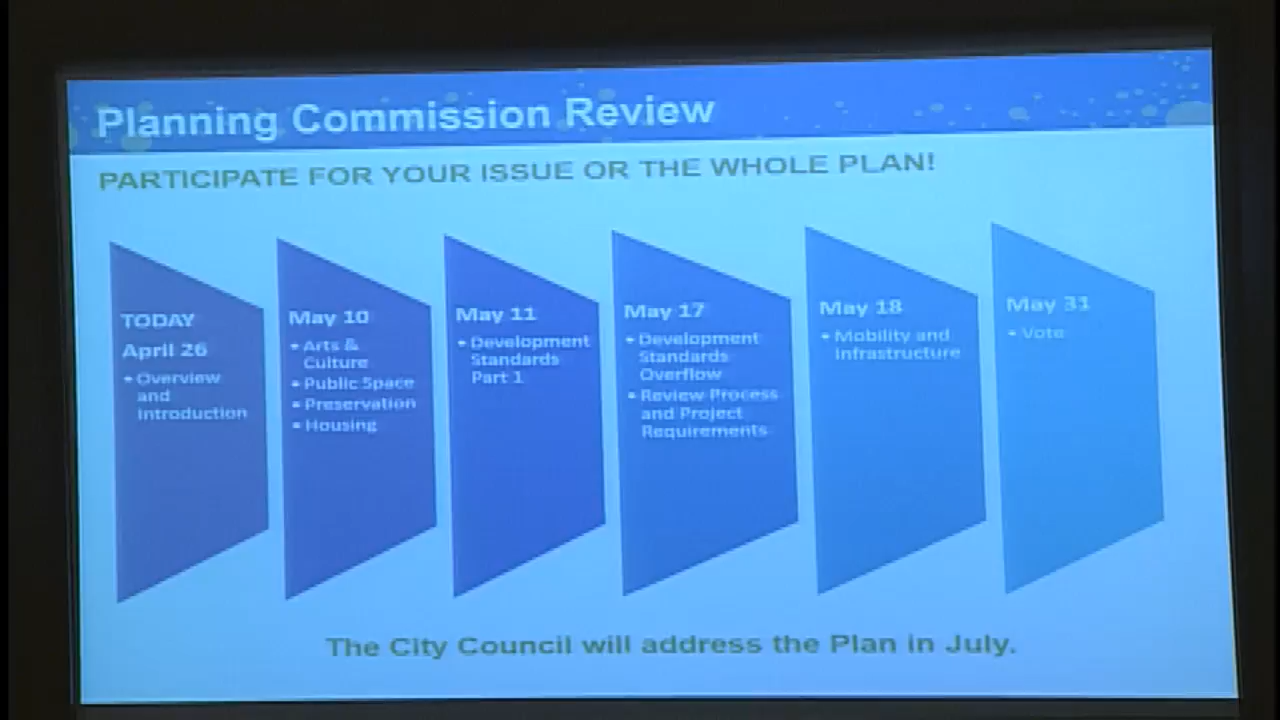 Planning Commission Review
PARTICIPATE FOR YOUR ISSUE OR THE WHOLE PLAN!
TODAY
April 26
• Overview
and
Introduction
May 10
• Arts &
Culture
• Public Space
• Preservation
• Housing
May 11
• Development
Standards
Part 1
May 17
• Development
Standards
Overflow
• Review Process
and Project
Requirements
May 18
• Mobility and
Infrastructure
May 31
• Vote
The City Council will address the Plan in July.